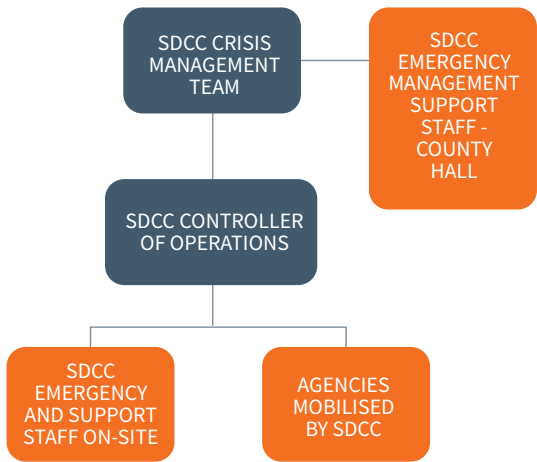 SDCC CRISIS
MANAGEMENT
TEAM
SDCC
EMERGENCY
MANAGEMENT
SUPPORT
STAFF -
COUNTY
HALL
SDCC CONTROLLER
OF OPERATIONS
SDCC
EMERGENCY
AND SUPPORT
STAFF ON-SITE
AGENCIES
MOBILISED
BY SDCC